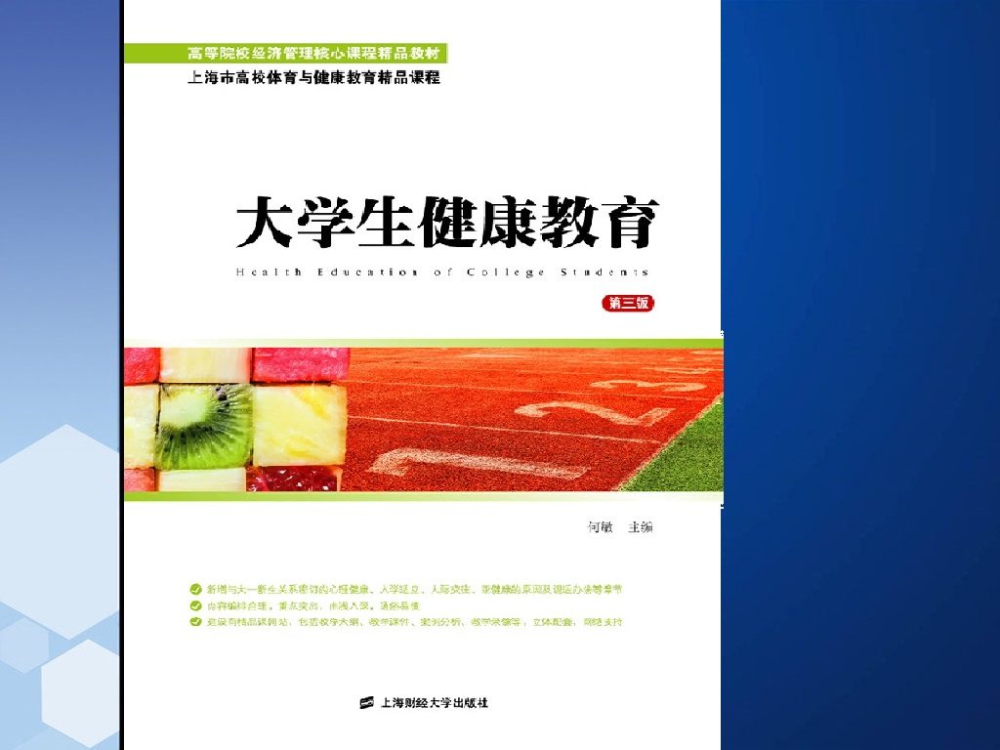 高等院校经济管理核心课程精品教材
上海市高校体育与健康教育精品课程
大学生健康教育
Health Education of College Students
第三版
1
2
3
何敏 主编
新增与大一新生关系密切的心理健康、入学适应、人际交往、亚健康的原因及调适办法等章节
内容编排合理，重点突出，由浅入深，通俗易懂
建设有精品课网站，包括教学大纲、教学课件、案例分析、教学录像等，立体配套，网络支持
上海财经大学出版社